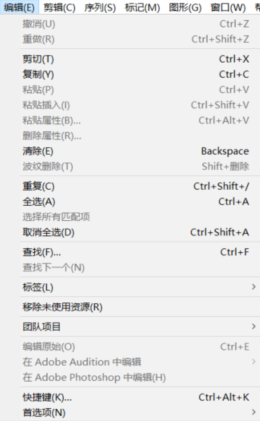 编辑(E) 剪辑(C) 序列(S) 标记(M) 图形(G) 窗口(W)
撤消(U) Ctrl+Z
重做(R) Ctrl+Shift+Z
剪切(T) Ctrl+X
复制(Y) Ctrl+C
粘贴(P) Ctrl+V
粘贴插入(I) Ctrl+Shift+V
粘贴属性(B)... Ctrl+Alt+V
删除属性(R)...
清除(E) Backspace
波纹删除(T) Shift+删除
重复(C) Ctrl+Shift+/
全选(A) Ctrl+A
选择所有匹配项
取消全选(D) Ctrl+Shift+A
查找(F)... Ctrl+F
查找下一个(N)
标签(L)
移除未使用资源(R)
团队项目
编辑原始(O) Ctrl+E
在 Adobe Audition 中编辑
在 Adobe Photoshop 中编辑(H)
快捷键(K)... Ctrl+Alt+K
首选项(N)